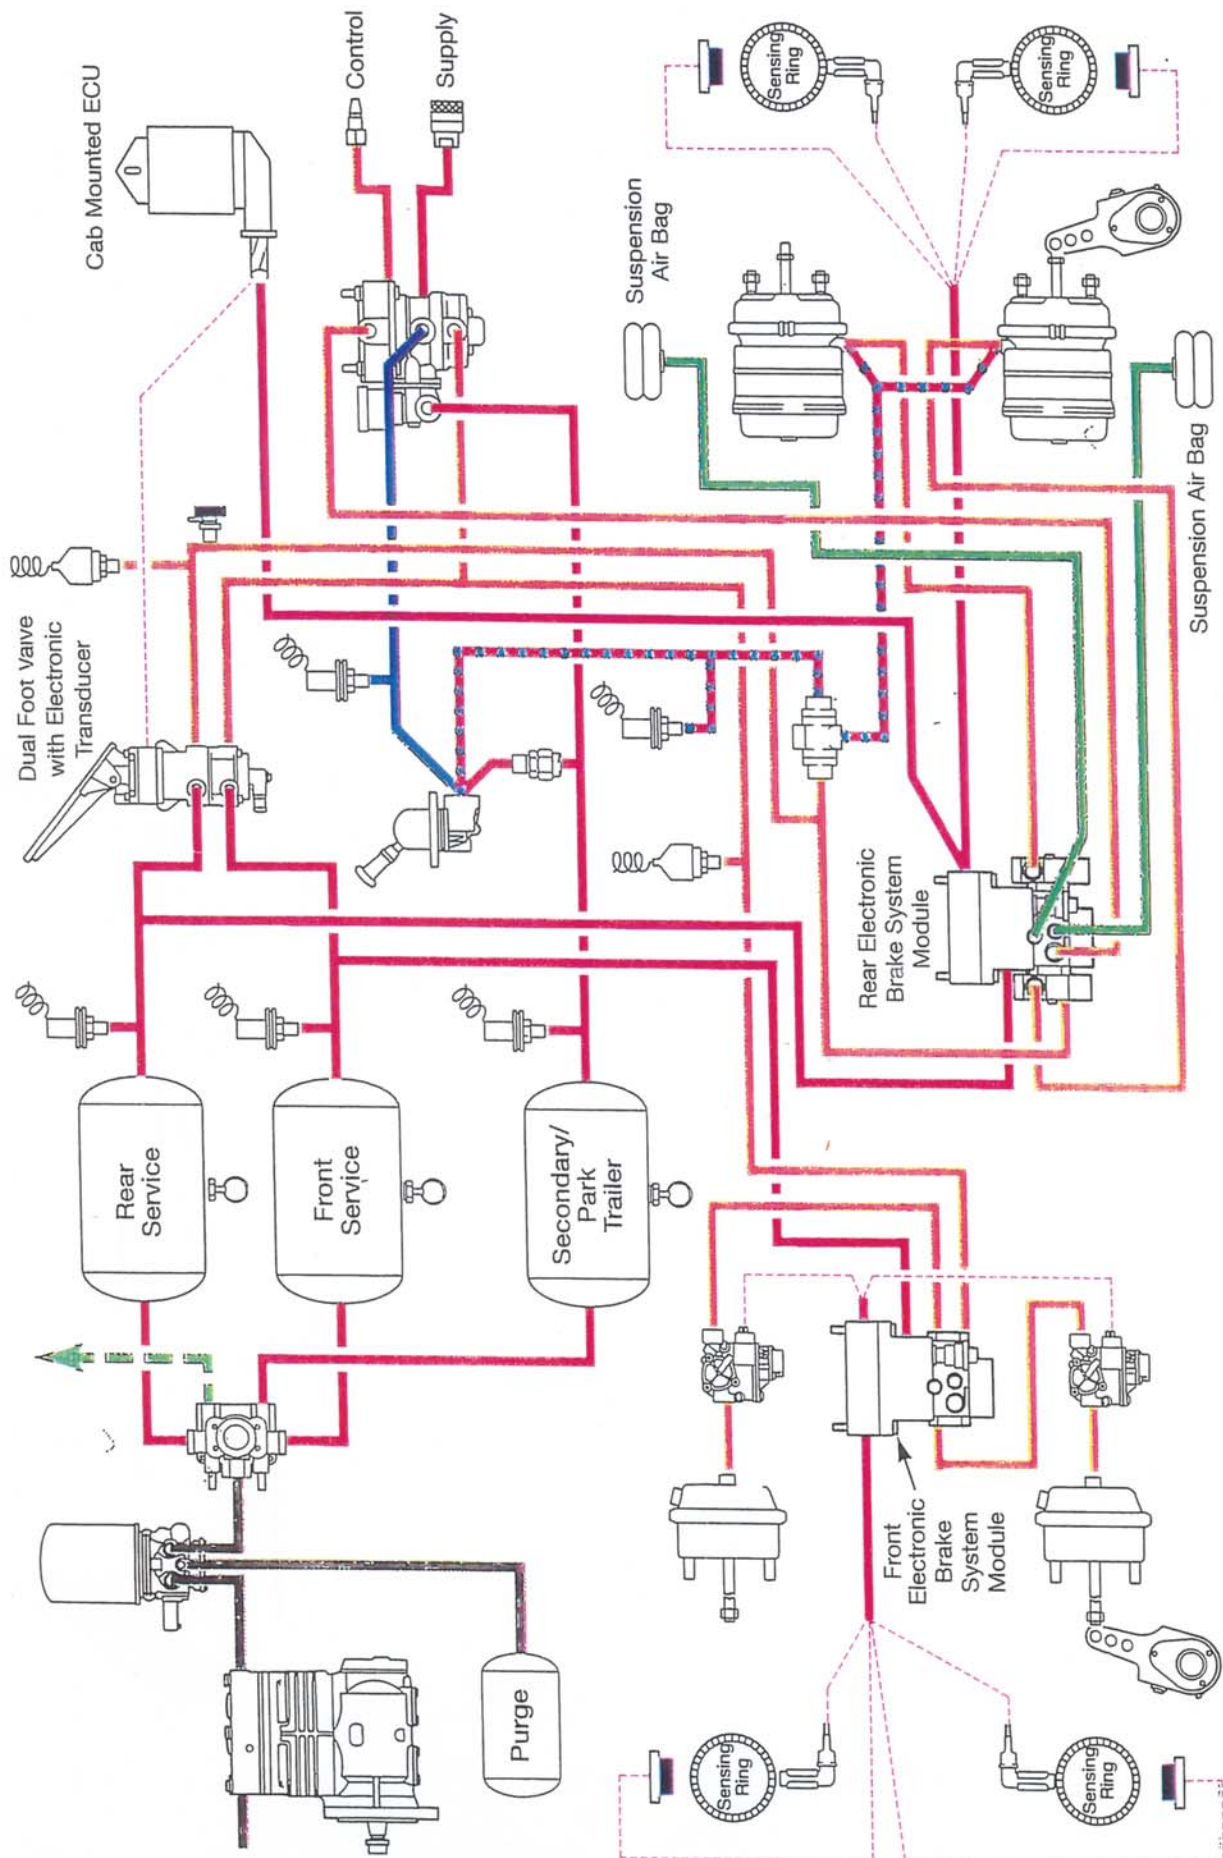 Control
Supply
Cab Mounted ECU
Dual Foot Valve
with Electronic
Transducer
Suspension
Air Bag
Sensing
Ring
Sensing
Ring
Suspension Air Bag
Rear Electronic
Brake System
Module
Rear
Service
Front
Service
Secondary/
Park
Trailer
Front
Electronic
Brake
System
Module
Purge
Sensing
Ring
Sensing
Ring